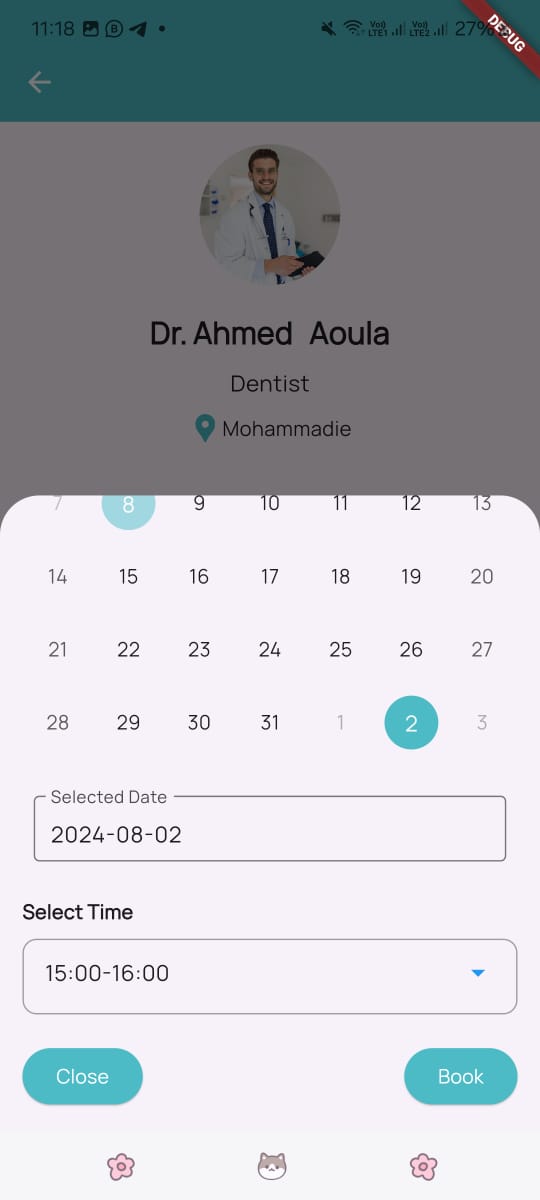 11:18
Vo)) LTE1 Vo)) LTE2 27%
DEBUG
Dr. Ahmed Aoula
Dentist
Mohammadie
7 8 9 10 11 12 13
14 15 16 17 18 19 20
21 22 23 24 25 26 27
28 29 30 31 1 2 3
Selected Date
2024-08-02
Select Time
15:00-16:00
Close Book